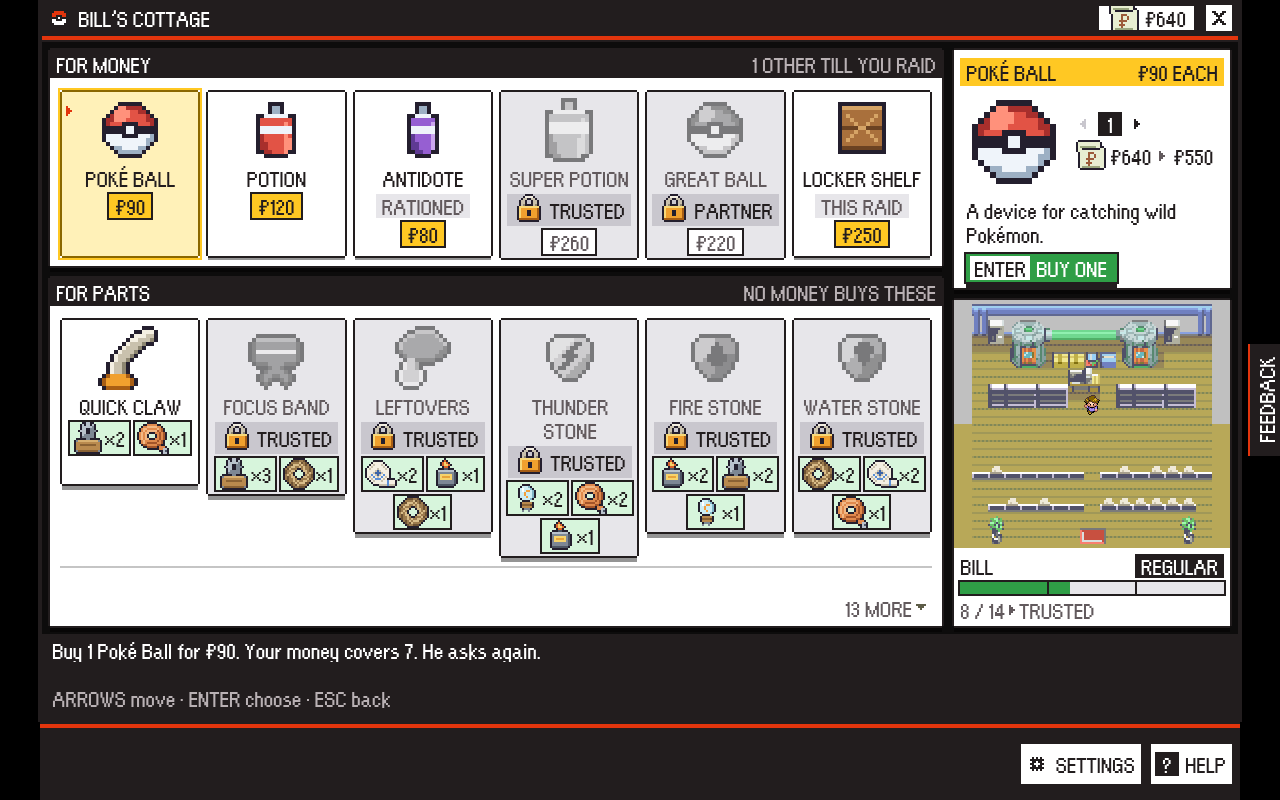 BILL'S COTTAGE
₽640
X
FOR MONEY
1 OTHER TILL YOU RAID
POKÉ BALL
₽90
POTION
₽120
ANTIDOTE
RATIONED
₽80
SUPER POTION
TRUSTED
₽260
GREAT BALL
PARTNER
₽220
LOCKER SHELF
THIS RAID
₽250
FOR PARTS
NO MONEY BUYS THESE
QUICK CLAW
×2
×1
FOCUS BAND
TRUSTED
×3
×1
LEFTOVERS
TRUSTED
×2
×1
×1
THUNDER
STONE
TRUSTED
×2
×2
×1
FIRE STONE
TRUSTED
×2
×2
×1
WATER STONE
TRUSTED
×2
×2
×1
13 MORE
POKÉ BALL
₽90 EACH
1
₽640 ▸ ₽550
A device for catching wild
Pokémon.
ENTER BUY ONE
BILL
REGULAR
8 / 14 ▸ TRUSTED
Buy 1 Poké Ball for ₽90. Your money covers 7. He asks again.
ARROWS move · ENTER choose · ESC back
SETTINGS
? HELP
FEEDBACK